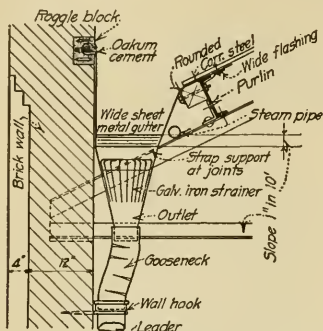 Roggle block.
Oakum
cement
Rounded
Corr. steel
Wide flashing
Purlin
Steam pipe
Wide sheet
metal gutter
Strap support
at joints
Galv. iron strainer
Outlet
Slope 1" in 10'
Brick wall
4"
12"
Gooseneck
Wall hook
Leader